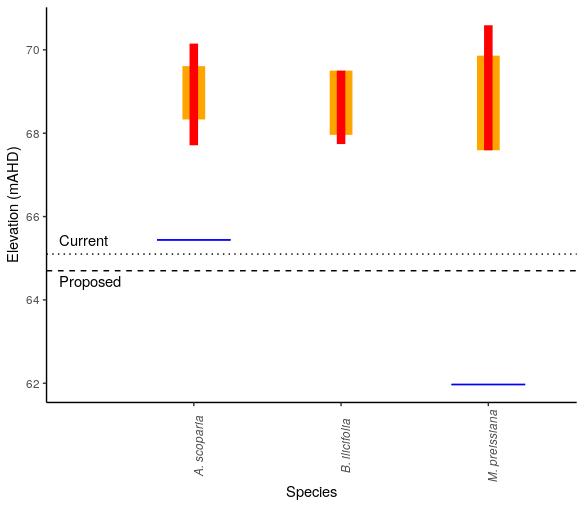 Elevation (mAHD)
70
68
66
64
62
Current
Proposed
A. scoparia
B. ilicifolia
M. preissiana
Species